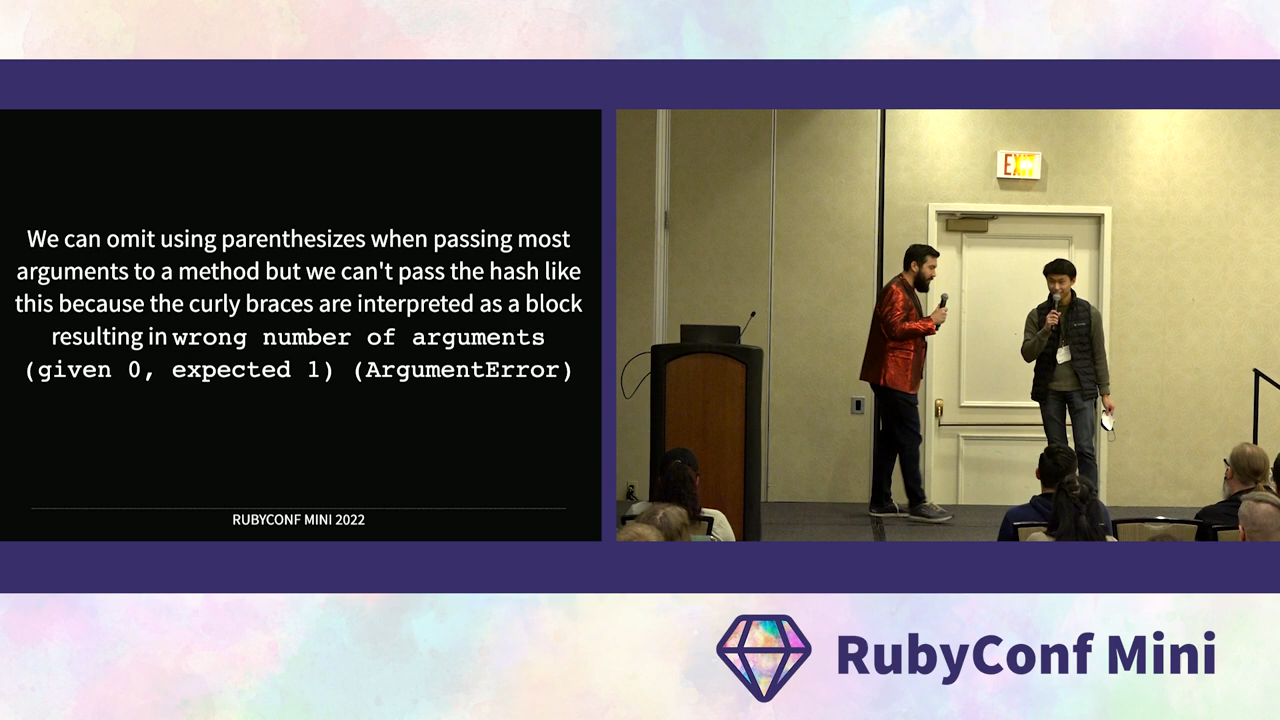 We can omit using parenthesizes when passing most
arguments to a method but we can't pass the hash like
this because the curly braces are interpreted as a block
resulting in wrong number of arguments
(given 0, expected 1) (ArgumentError)
RUBYCONF MINI 2022
EXIT
RubyConf Mini